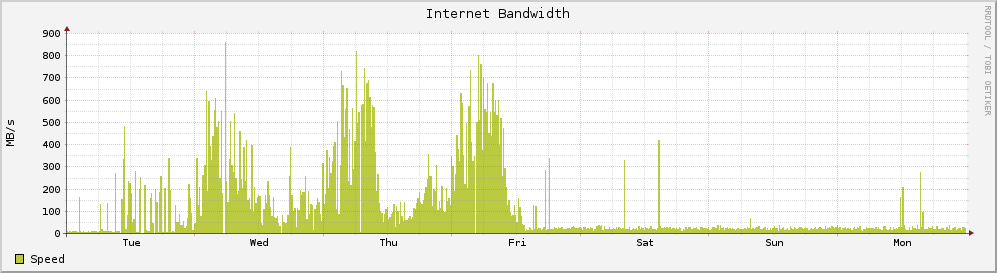 Internet Bandwidth
RRDTOOL / TOBI OETIKER
MB/s
900
800
700
600
500
400
300
200
100
0
Tue Wed Thu Fri Sat Sun Mon
Speed